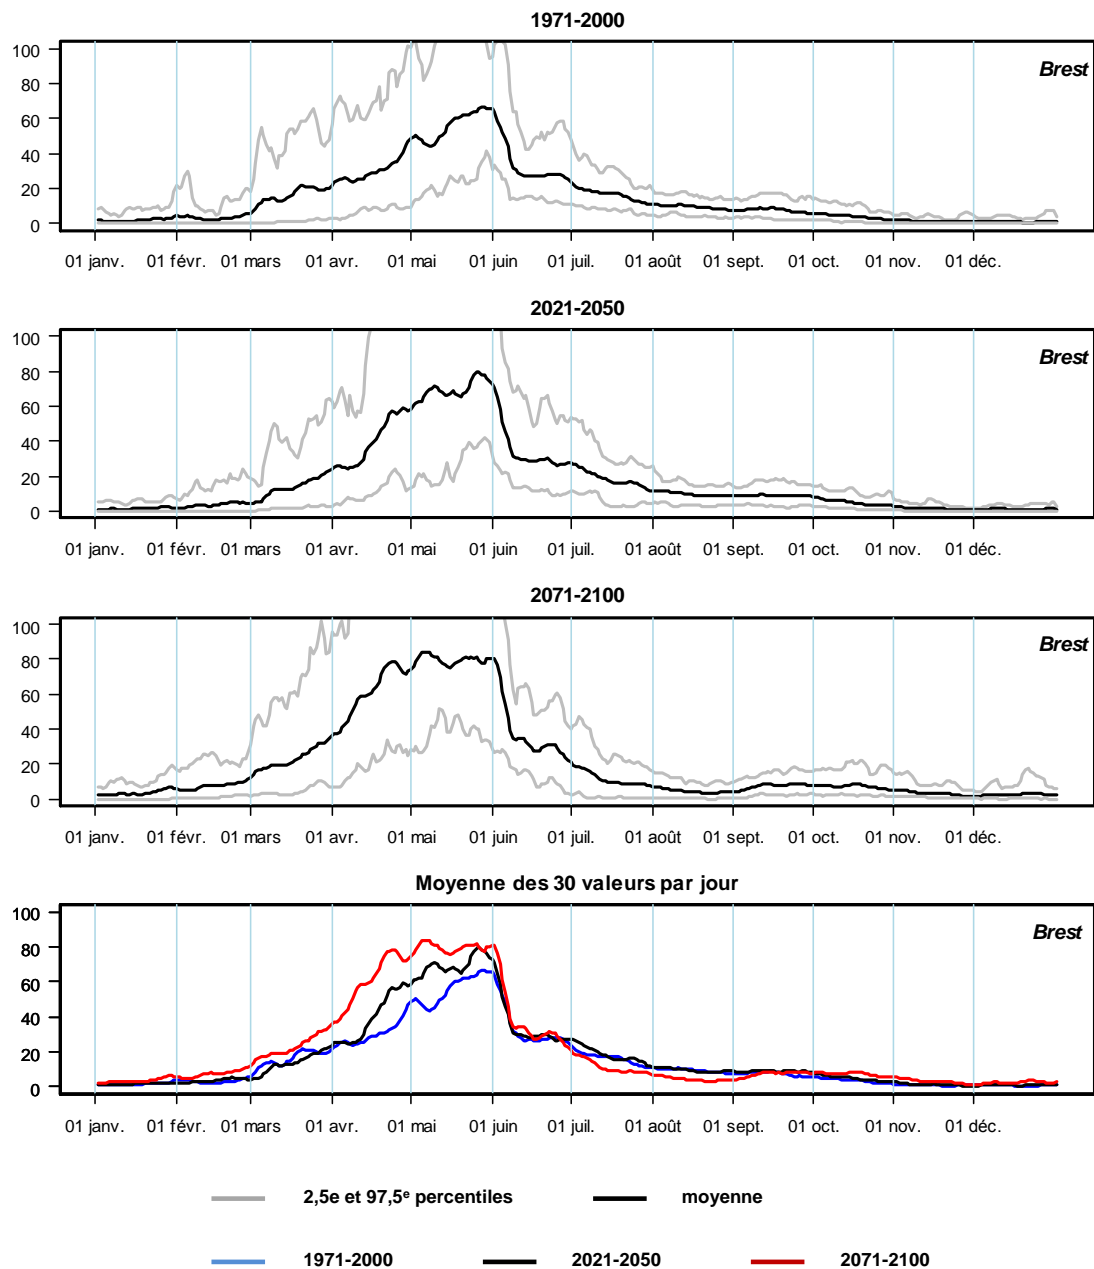 1971-2000
Brest
100
80
60
40
20
0
01 janv. 01 févr. 01 mars 01 avr. 01 mai 01 juin 01 juil. 01 août 01 sept. 01 oct. 01 nov. 01 déc.
2021-2050
Brest
100
80
60
40
20
0
01 janv. 01 févr. 01 mars 01 avr. 01 mai 01 juin 01 juil. 01 août 01 sept. 01 oct. 01 nov. 01 déc.
2071-2100
Brest
100
80
60
40
20
0
01 janv. 01 févr. 01 mars 01 avr. 01 mai 01 juin 01 juil. 01 août 01 sept. 01 oct. 01 nov. 01 déc.
Moyenne des 30 valeurs par jour
Brest
100
80
60
40
20
0
01 janv. 01 févr. 01 mars 01 avr. 01 mai 01 juin 01 juil. 01 août 01 sept. 01 oct. 01 nov. 01 déc.
2,5e et 97,5ᵉ percentiles moyenne
1971-2000 2021-2050 2071-2100